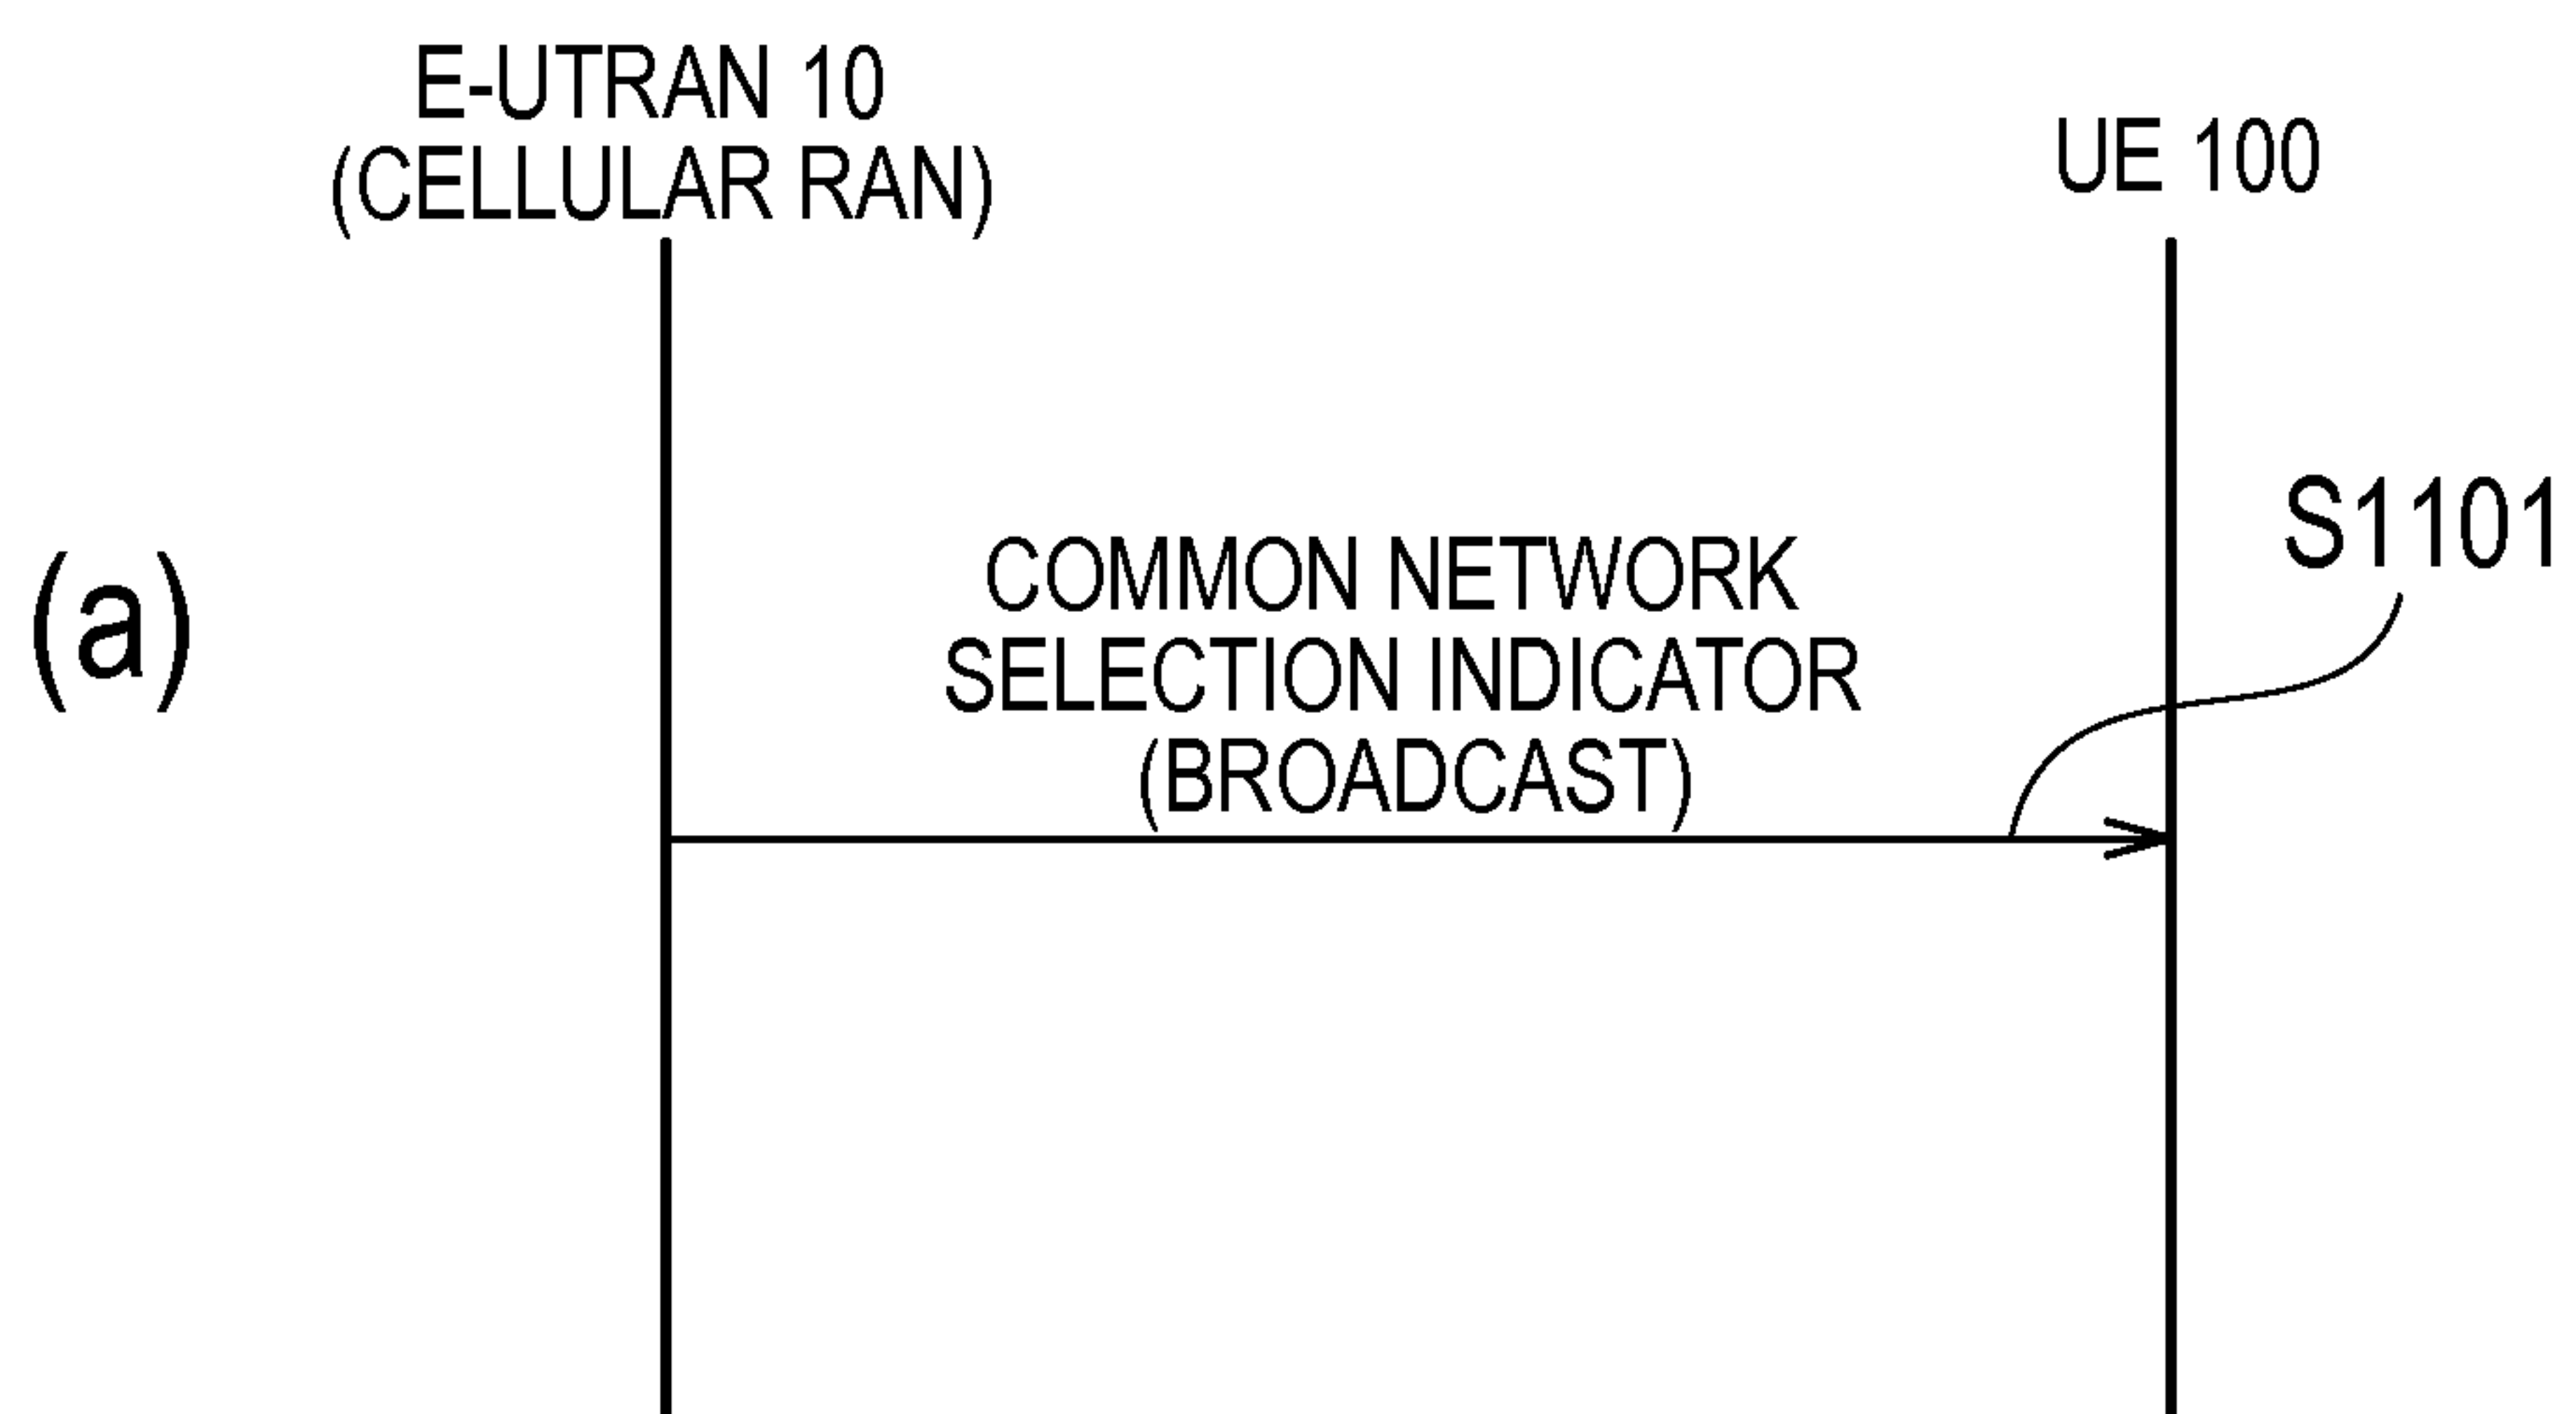 E-UTRAN 10
(CELLULAR RAN)
UE 100
S1101
(a)
COMMON NETWORK
SELECTION INDICATOR
(BROADCAST)